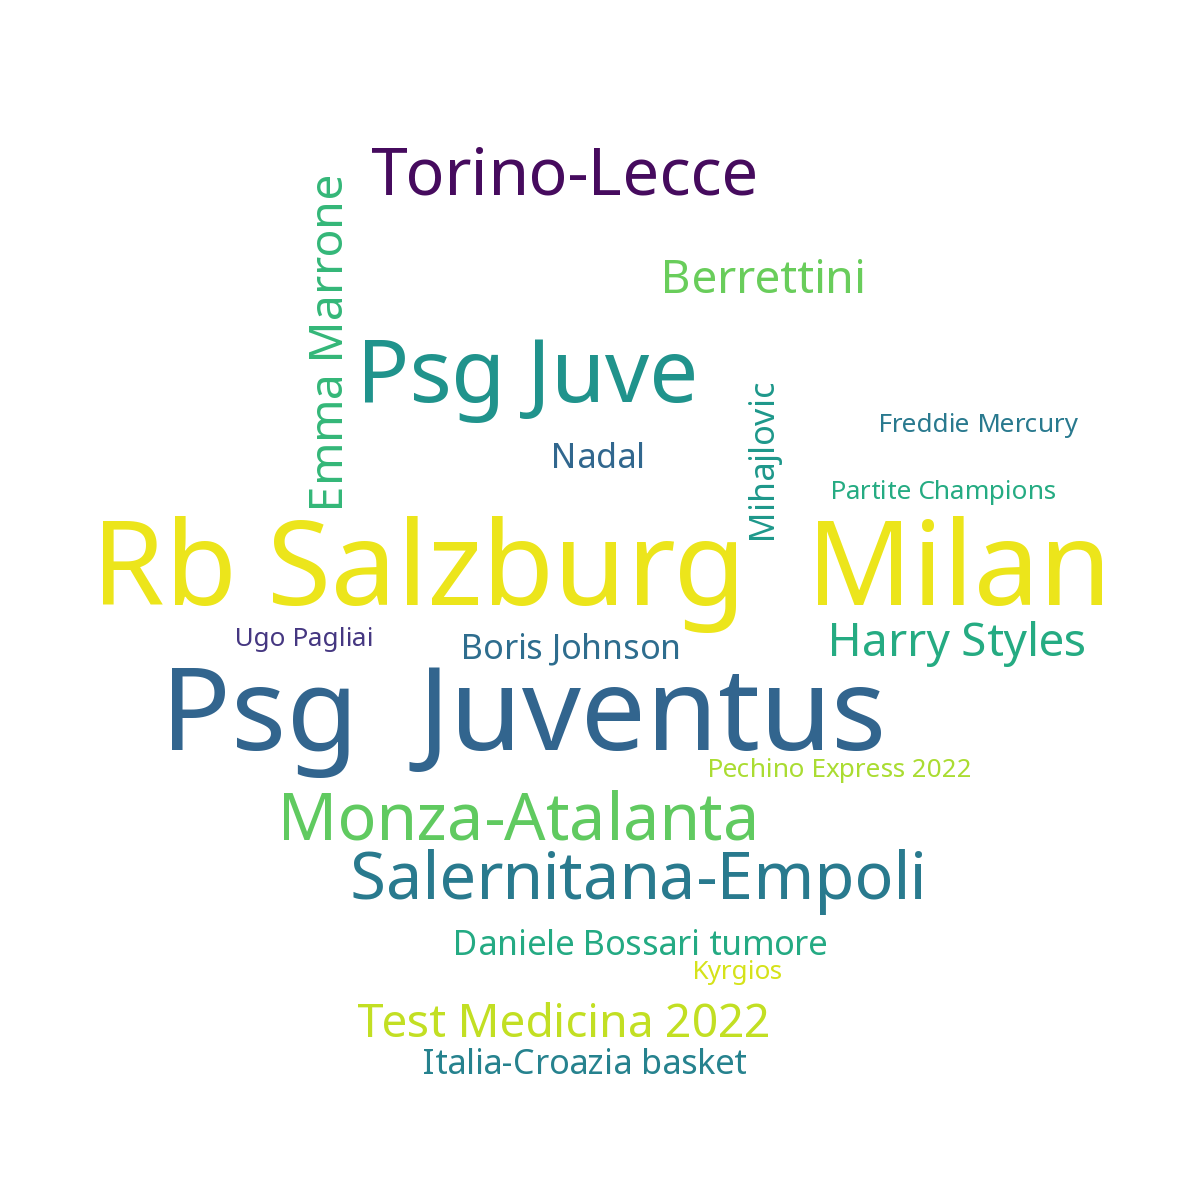 Torino-Lecce
Emma Marrone
Berrettini
Psg Juve
Mihajlovic
Freddie Mercury
Nadal
Partite Champions
Rb Salzburg  Milan
Ugo Pagliai
Boris Johnson
Harry Styles
Psg  Juventus
Pechino Express 2022
Monza-Atalanta
Salernitana-Empoli
Daniele Bossari tumore
Kyrgios
Test Medicina 2022
Italia-Croazia basket